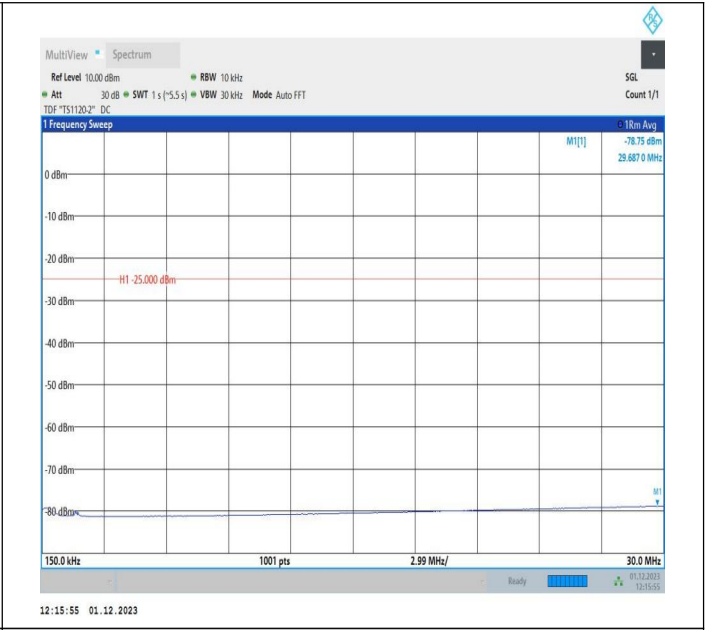 MultiView Spectrum
Ref Level 10.00 dBm RBW 10 kHz SGL
Att 30 dB SWT 1 s (~5.5 s) VBW 30 kHz Mode Auto FFT Count 1/1
TDF "TS1120-2" DC
1 Frequency Sweep 1Rm Avg
M1[1] -78.75 dBm
29.687 0 MHz
0 dBm
-10 dBm
-20 dBm
H1 -25.000 dBm
-30 dBm
-40 dBm
-50 dBm
-60 dBm
-70 dBm
M1
-80 dBm
150.0 kHz 1001 pts 2.99 MHz/ 30.0 MHz
Ready 01.12.2023
12:15:55
12:15:55 01.12.2023